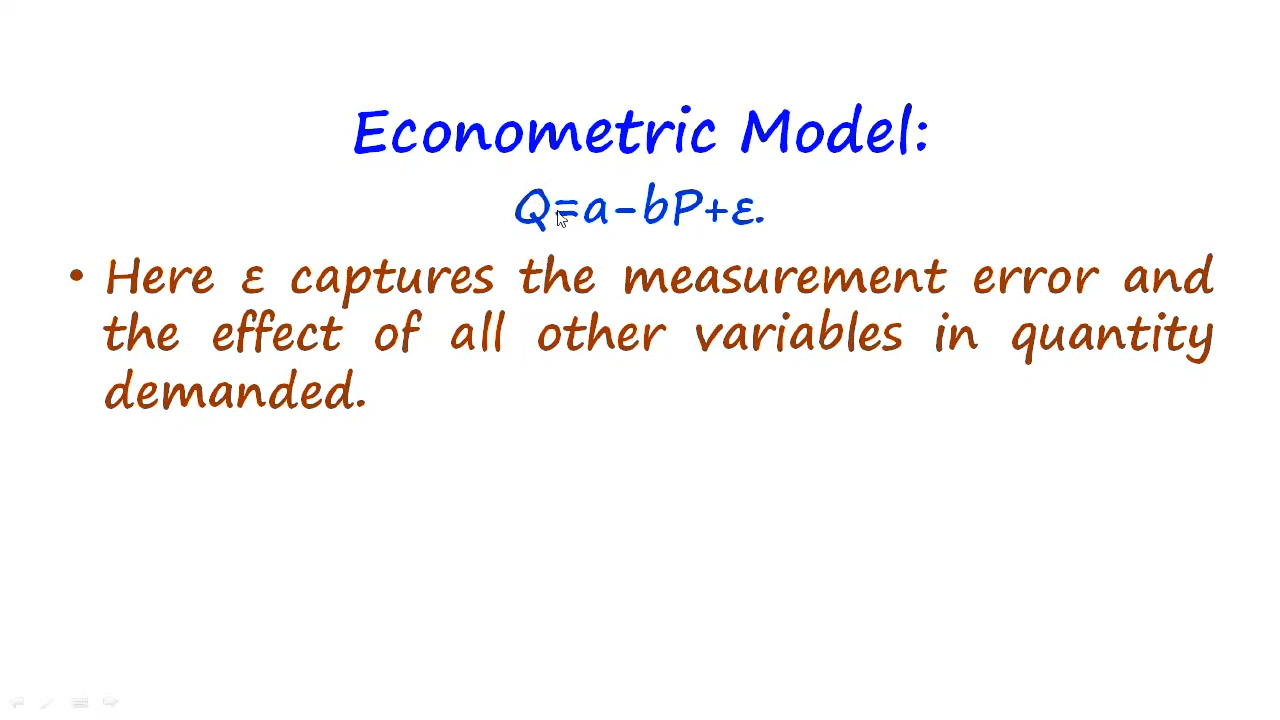 Econometric Model:
Q=a-bP+ε.
• Here ε captures the measurement error and
the effect of all other variables in quantity
demanded.